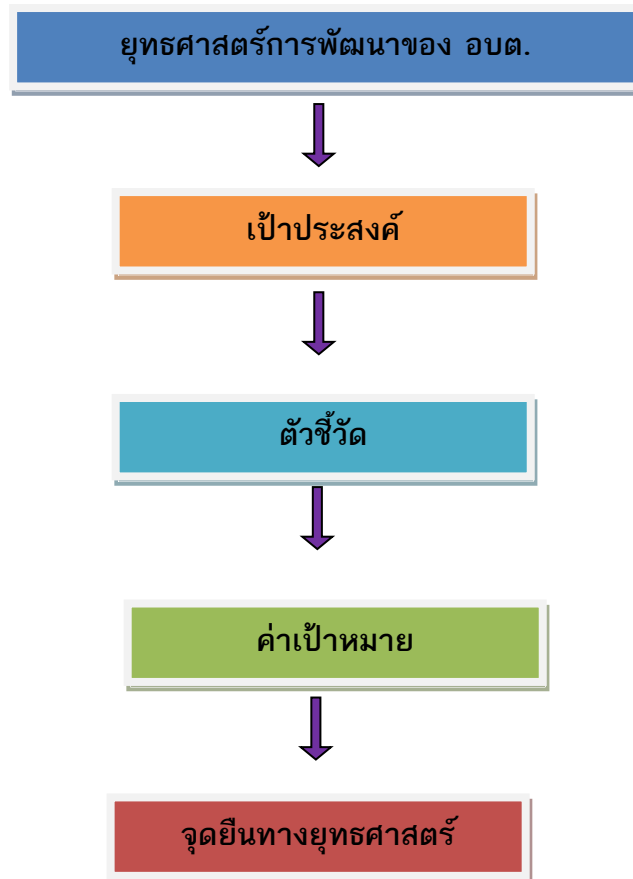 ยุทธศาสตร์การพัฒนาของ อบต.
เป้าประสงค์
ตัวชี้วัด
ค่าเป้าหมาย
จุดยืนทางยุทธศาสตร์